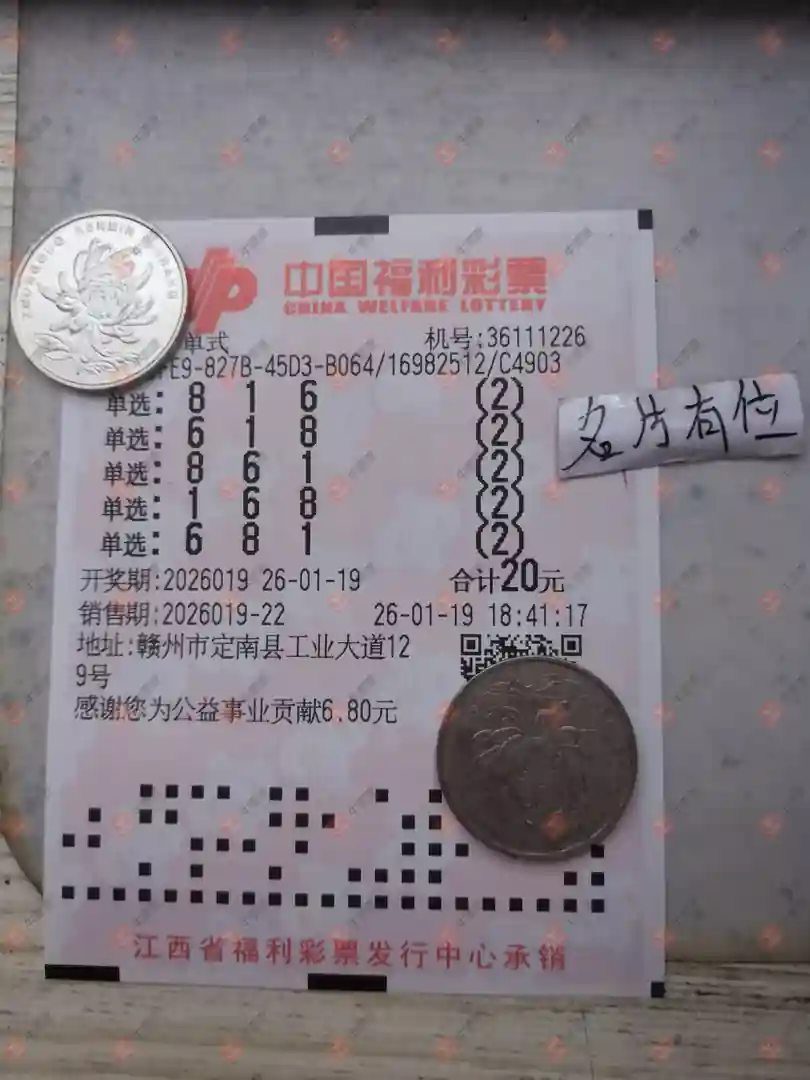 中国福利彩票
CHINA WELFARE LOTTERY
单式 机号:36111226
E9-827B-45D3-B064/16982512/C4903
单选: 8 1 6 (2)
单选: 6 1 8 (2)
单选: 8 6 1 (2)
单选: 1 6 8 (2)
单选: 6 8 1 (2)
名片有位
开奖期:2026019 26-01-19 合计20元
销售期:2026019-22 26-01-19 18:41:17
地址:赣州市定南县工业大道12
9号
感谢您为公益事业贡献6.80元
江西省福利彩票发行中心承销